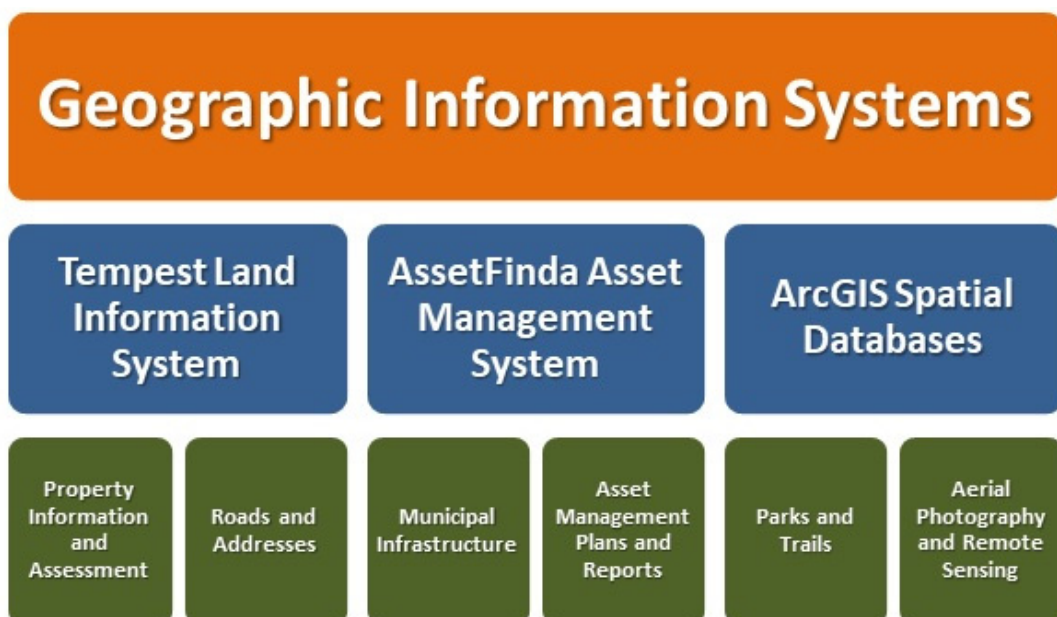 Geographic Information Systems
Tempest Land
Information
System
AssetFinda Asset
Management
System
ArcGIS Spatial
Databases
Property
Information
and
Assessment
Roads and
Addresses
Municipal
Infrastructure
Asset
Management
Plans and
Reports
Parks and
Trails
Aerial
Photography
and Remote
Sensing